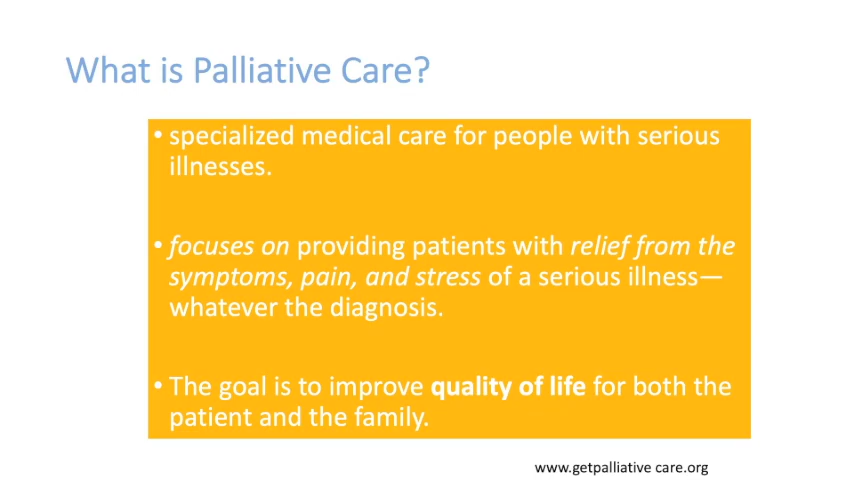 What is Palliative Care?
• specialized medical care for people with serious
illnesses.
• focuses on providing patients with relief from the
symptoms, pain, and stress of a serious illness—
whatever the diagnosis.
• The goal is to improve quality of life for both the
patient and the family.
www.getpalliative care.org